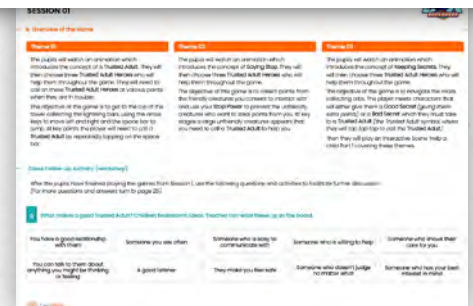 SESSION 01
Overview of the Game
Theme 01
The pupils will watch an animation which
introduces the concept of a Trusted Adult. They will
then choose three Trusted Adult Heroes who will
help them throughout the game. They will need to
call on these Trusted Adult Heroes at various points
when they are in trouble.
The objective of the game is to get to the top of the
tower collecting the lightning bars, using the arrow
keys to move left and right and the space bar to
jump. At key points the player will need to call a
Trusted Adult by repeatedly tapping on the space
bar.
Theme 02
The pupils will watch an animation which
introduces the concept of Saying Stop. They will
then choose three Trusted Adult Heroes who will
help them throughout the game.
The objective of the game is to collect points from
the friendly creatures you consent to interact with
and use your Stop Power to prevent the unfriendly
creatures who want to steal points from you. At key
stages a large unfriendly creature appears that
you need to call a Trusted Adult to help you.
Theme 03
The pupils will watch an animation which
introduces the concept of Keeping Secrets. They
will then choose three Trusted Adult Heroes who will
help them throughout the game.
The objective of the game is to navigate the maze
collecting orbs. The player meets characters that
will either give them a Good Secret (giving them
extra points) or a Bad Secret which they must take
to a Trusted Adult (the Trusted Adult symbol) where
they will tap to call the Trusted Adult.
Then they will play an Interactive Scene: Help a
child Part 1 covering these themes.
Class Follow-up Activity (Workshop)
After the pupils have finished playing the games from Session 1, use the following questions and activities to facilitate further discussion.
(For more questions and answers turn to page 25)
Q What makes a good Trusted Adult? Children brainstorm ideas. Teacher can write these up on the board.
You have a good relationship
with them
Someone you see often
Someone who is easy to
communicate with
Someone who is willing to help
Someone who shows their
care for you
You can talk to them about
anything you might be thinking
or feeling
A good listener
They make you feel safe
Someone who doesn't judge
no matter what
Someone who has your best
interest in mind